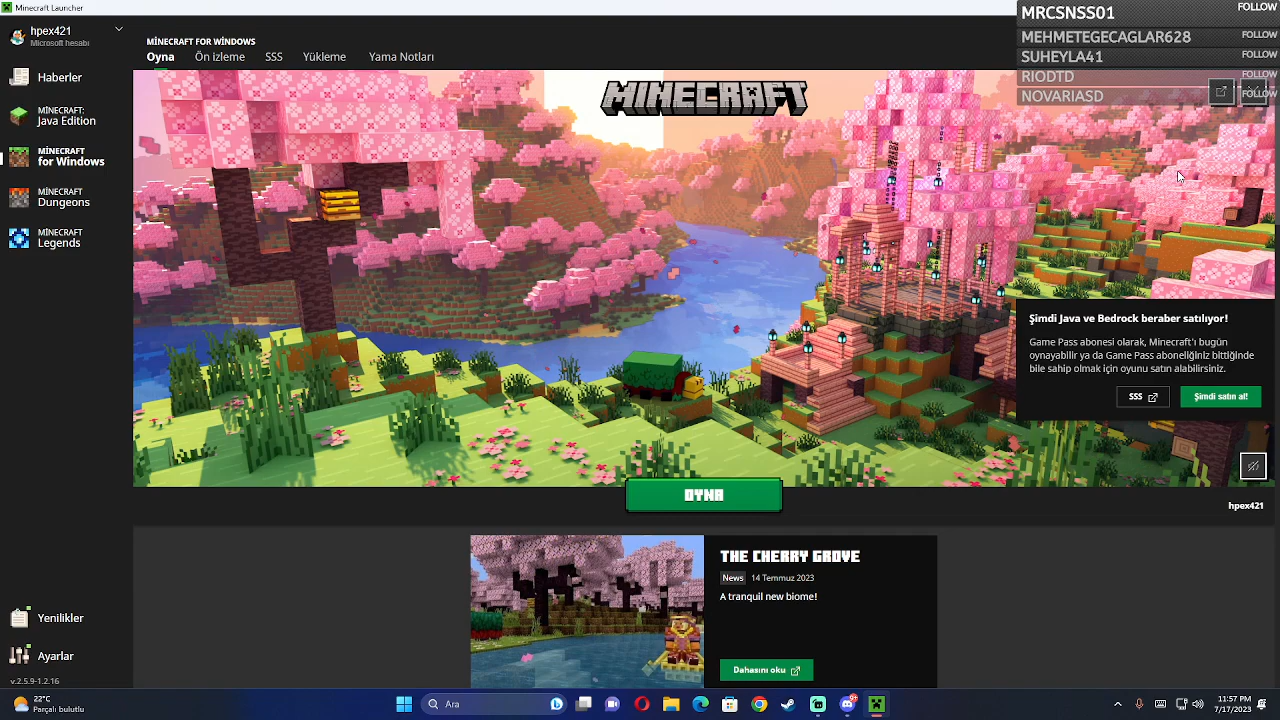 Minecraft Launcher
hpex421
Microsoft hesabı
Haberler
MİNECRAFT
Java Edition
MİNECRAFT
for Windows
MİNECRAFT
Dungeons
MİNECRAFT
Legends
Yenilikler
Ayarlar
v.2.5.9-1.2.16
MİNECRAFT FOR WİNDOWS
Oyna Ön izleme SSS Yükleme Yama Notları
MINECRAFT
MRCSNSS01 FOLLOW
MEHMETEGECAGLAR628 FOLLOW
SUHEYLA41 FOLLOW
RIODTD FOLLOW
NOVARIASD FOLLOW
Şimdi Java ve Bedrock beraber satılıyor!
Game Pass abonesi olarak, Minecraft'ı bugün
oynayabilir ya da Game Pass aboneliğiniz bittiğinde
bile sahip olmak için oyunu satın alabilirsiniz.
SSS Şimdi satın al!
OYNA
hpex421
THE CHERRY GROVE
News 14 Temmuz 2023
A tranquil new biome!
Dahasını oku
22°C
Parçalı bulutlu
Ara
11:57 PM
7/17/2023